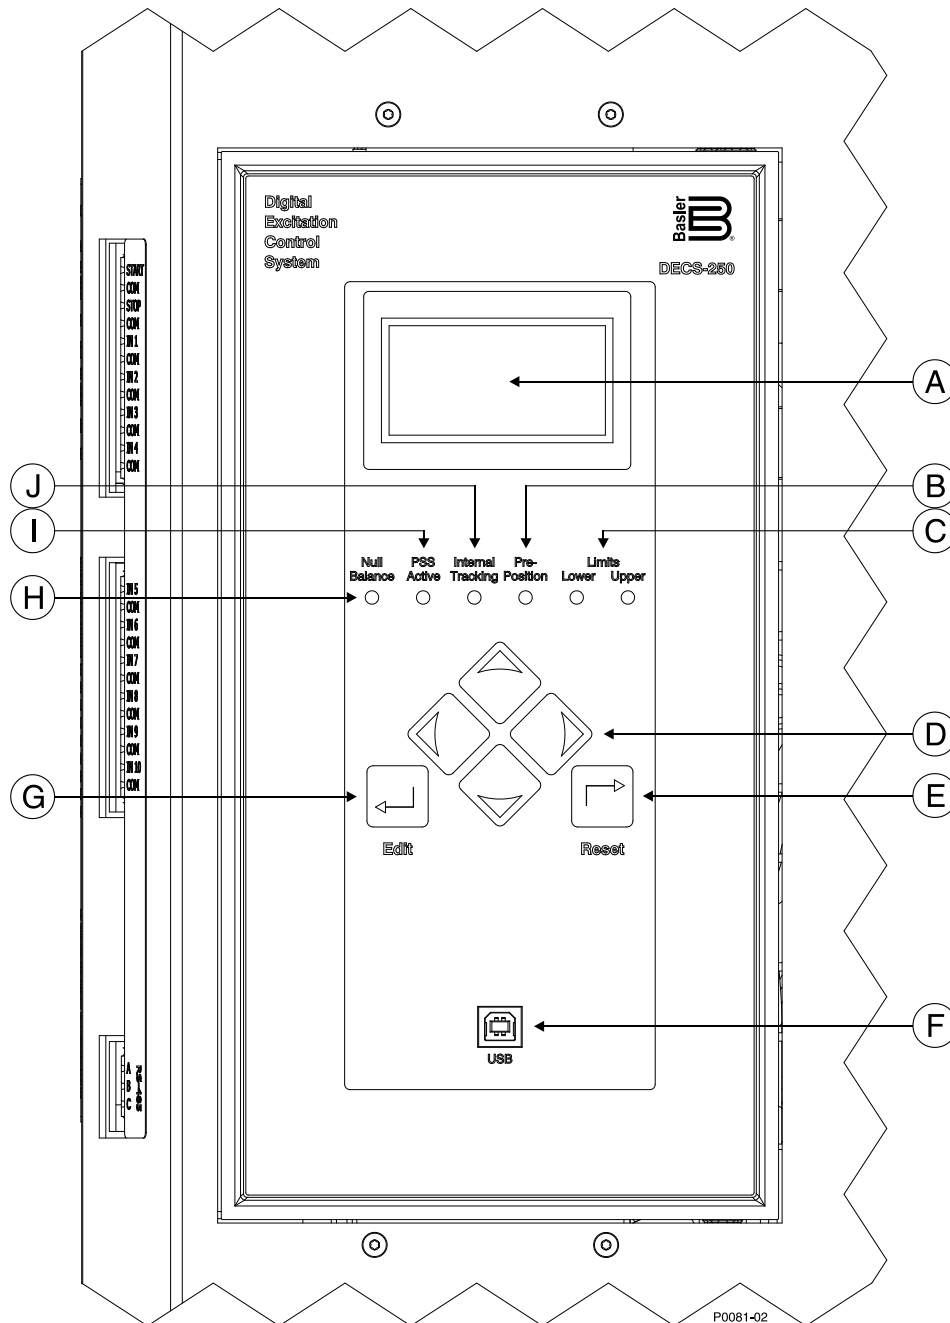 Digital
Excitation
Control
System
Basler
B
®
DECS-250
START
COM
STOP
COM
IN 1
COM
IN 2
COM
IN 3
COM
IN 4
COM
A
J
B
I
C
Null
Balance
PSS
Active
Internal
Tracking
Pre-
Position
Limits
Lower
Upper
H
IN 5
COM
IN 6
COM
IN 7
COM
IN 8
COM
IN 9
COM
IN 10
COM
D
G
E
Edit
Reset
F
USB
A
B
C
RS-485
P0081-02